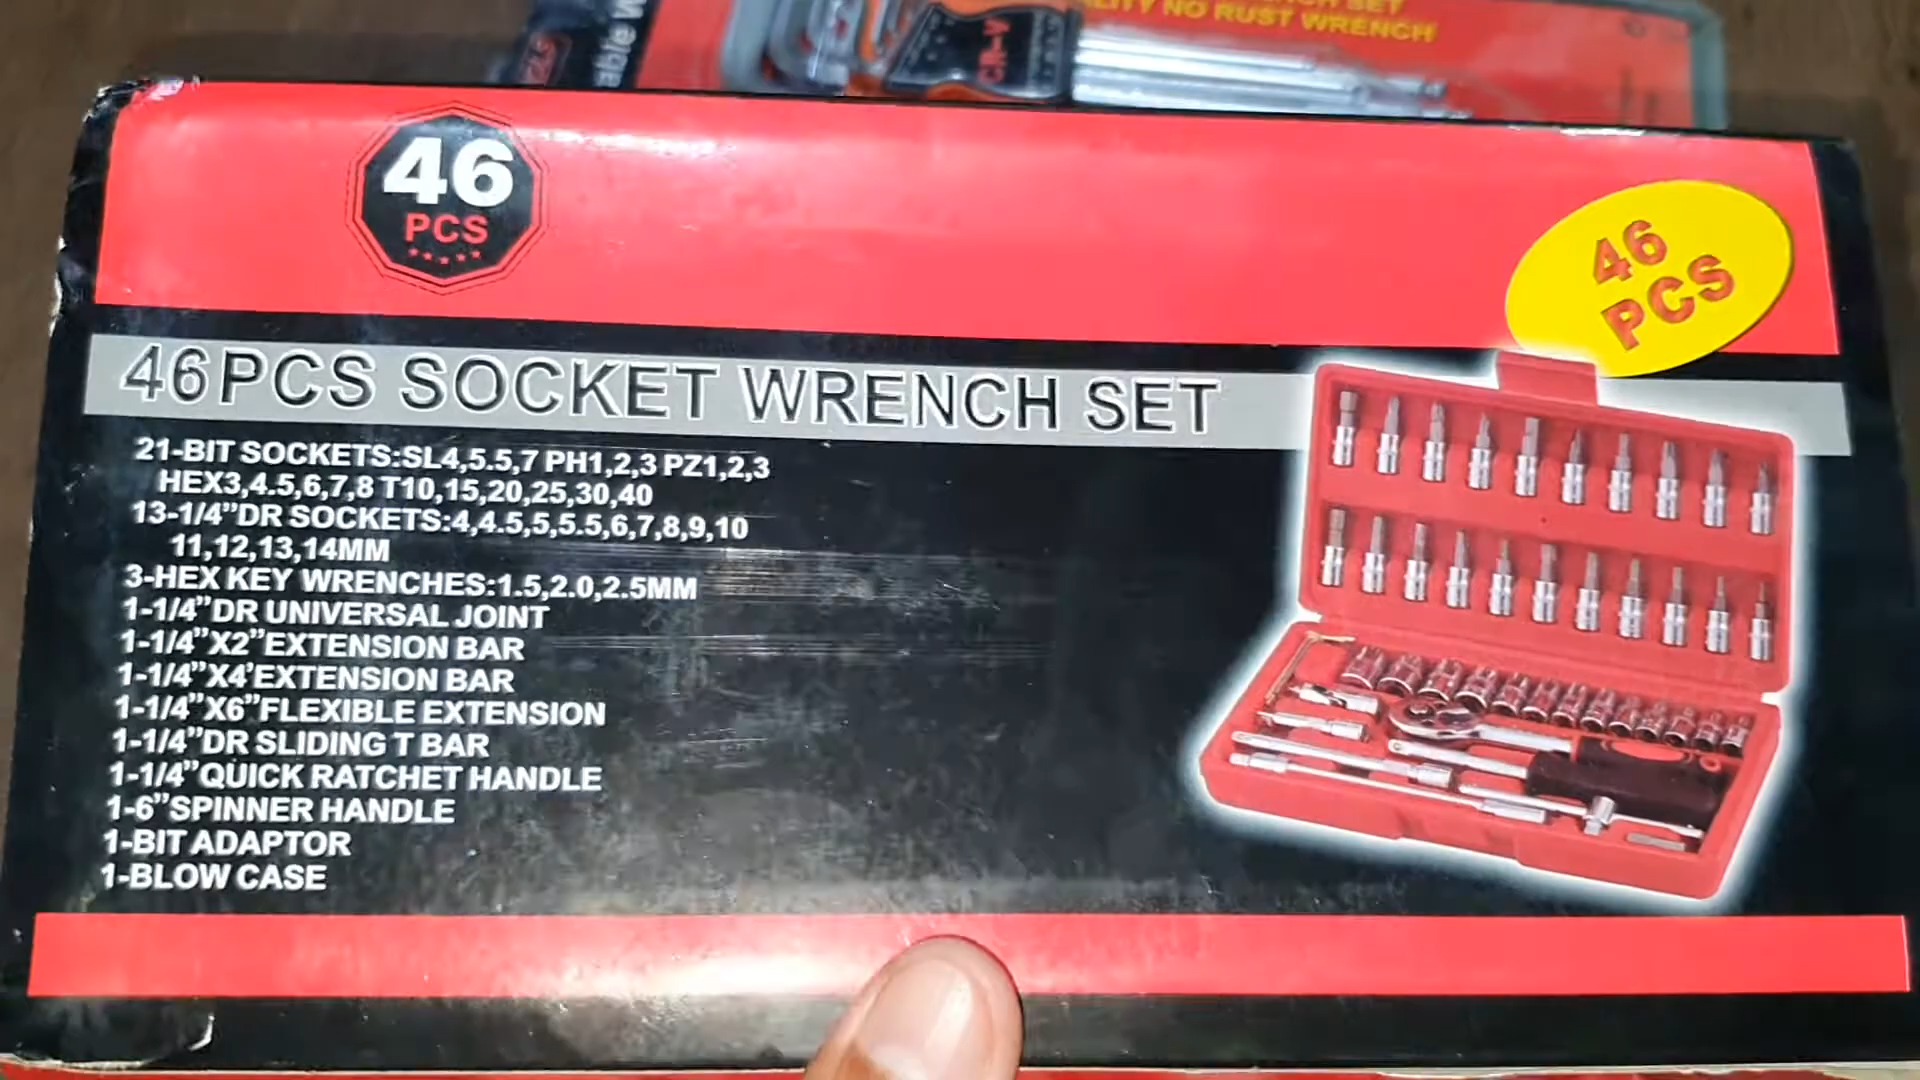 NCH SET
LITY NO RUST WRENCH
able
CR-V
46
PCS
46
PCS
46PCS SOCKET WRENCH SET
21-BIT SOCKETS:SL4,5.5,7 PH1,2,3 PZ1,2,3
HEX3,4.5,6,7,8 T10,15,20,25,30,40
13-1/4”DR SOCKETS:4,4.5,5,5.5,6,7,8,9,10
11,12,13,14MM
3-HEX KEY WRENCHES:1.5,2.0,2.5MM
1-1/4”DR UNIVERSAL JOINT
1-1/4”X2”EXTENSION BAR
1-1/4”X4’EXTENSION BAR
1-1/4”X6”FLEXIBLE EXTENSION
1-1/4”DR SLIDING T BAR
1-1/4”QUICK RATCHET HANDLE
1-6”SPINNER HANDLE
1-BIT ADAPTOR
1-BLOW CASE